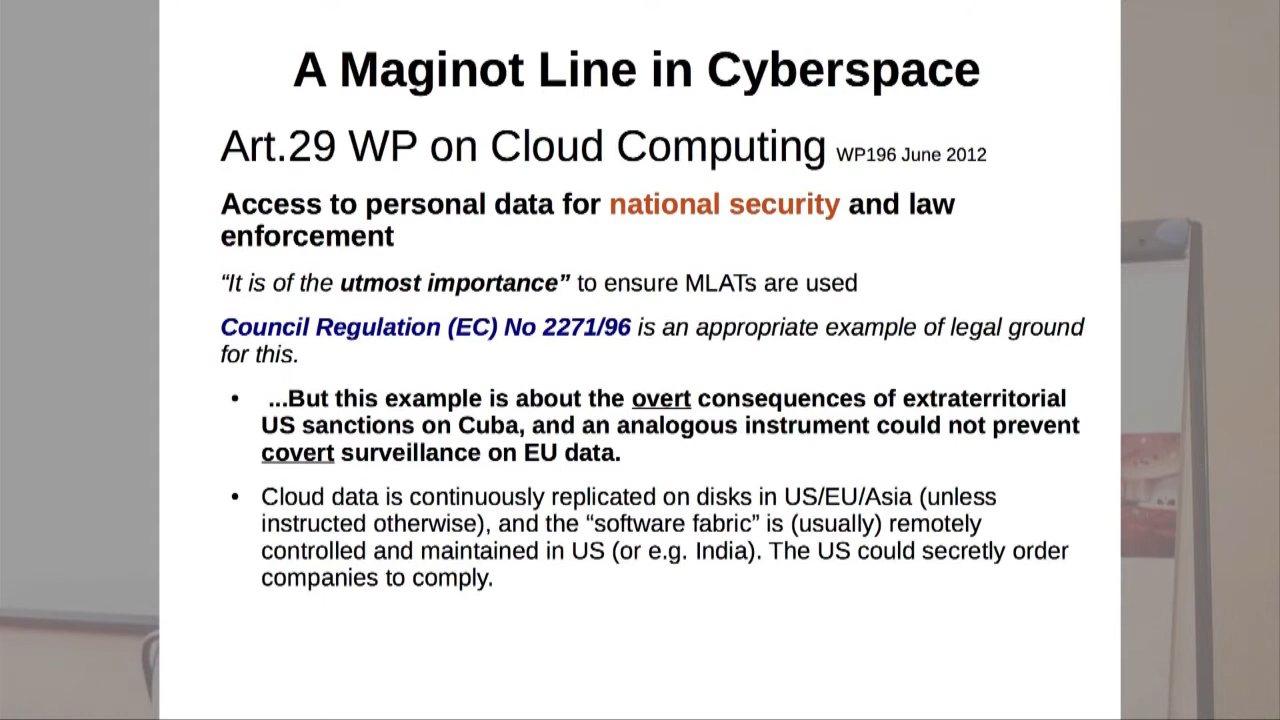 A Maginot Line in Cyberspace
Art.29 WP on Cloud Computing WP196 June 2012
Access to personal data for national security and law
enforcement
“It is of the utmost importance” to ensure MLATs are used
Council Regulation (EC) No 2271/96 is an appropriate example of legal ground
for this.
• ...But this example is about the overt consequences of extraterritorial
US sanctions on Cuba, and an analogous instrument could not prevent
covert surveillance on EU data.
• Cloud data is continuously replicated on disks in US/EU/Asia (unless
instructed otherwise), and the “software fabric” is (usually) remotely
controlled and maintained in US (or e.g. India). The US could secretly order
companies to comply.